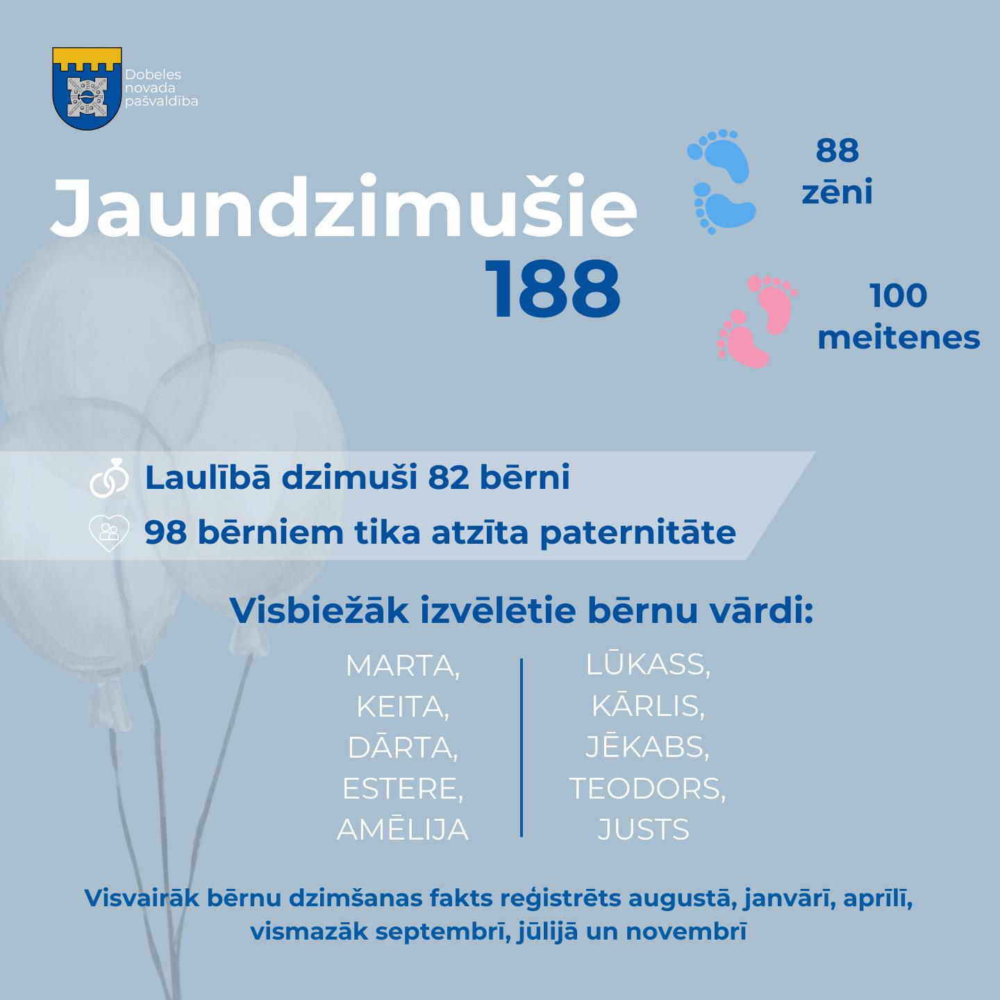 Dobeles
novada
pašvaldība
Jaundzimušie
188
88
zēni
100
meitenes
Laulībā dzimuši 82 bērni
98 bērniem tika atzīta paternitāte
Visbiežāk izvēlētie bērnu vārdi:
MARTA,
KEITA,
DĀRTA,
ESTERE,
AMĒLIJA
LŪKASS,
KĀRLIS,
JĒKABS,
TEODORS,
JUSTS
Visvairāk bērnu dzimšanas fakts reģistrēts augustā, janvārī, aprīlī,
vismazāk septembrī, jūlijā un novembrī